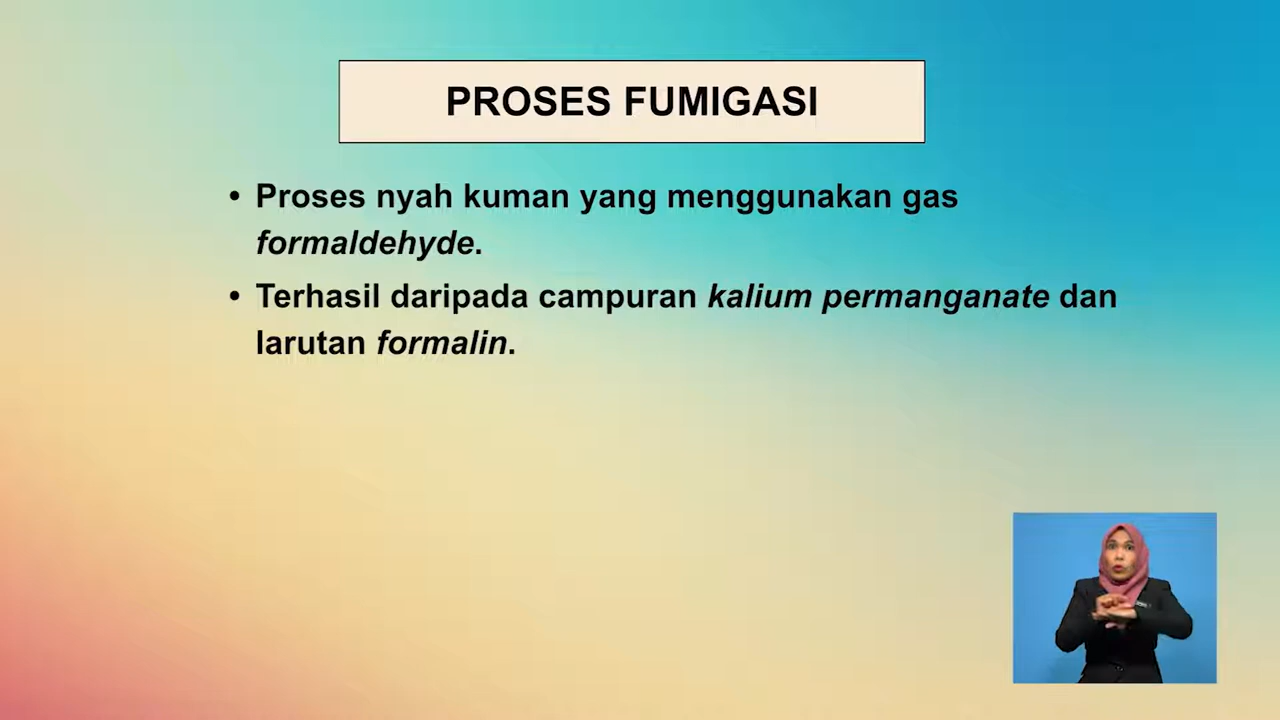 PROSES FUMIGASI
• Proses nyah kuman yang menggunakan gas
formaldehyde.
• Terhasil daripada campuran kalium permanganate dan
larutan formalin.